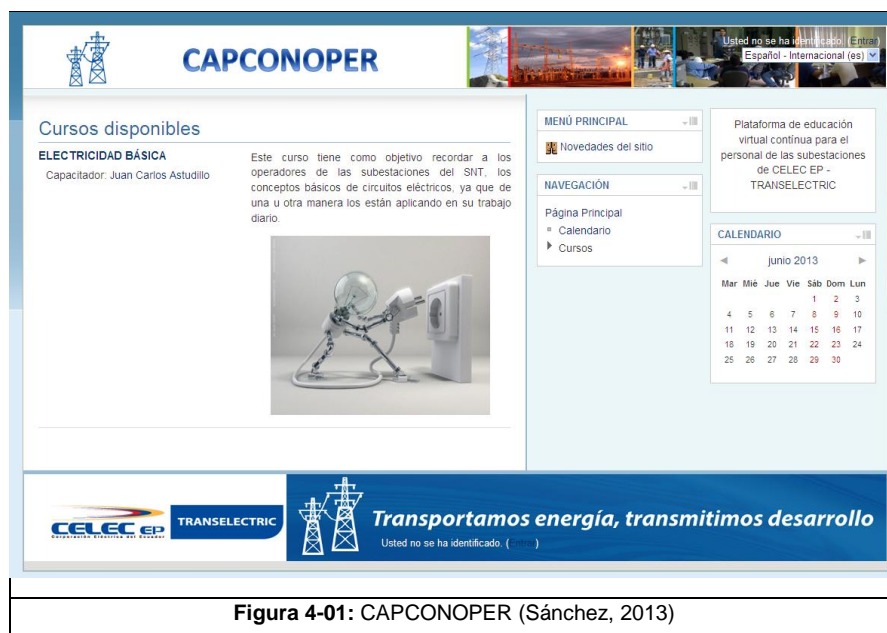 CAPCONOPER
Usted no se ha identificado. (Entrar)
Español - Internacional (es)
Cursos disponibles
ELECTRICIDAD BÁSICA
Capacitador: Juan Carlos Astudillo
Este curso tiene como objetivo recordar a los
operadores de las subestaciones del SNT, los
conceptos básicos de circuitos eléctricos, ya que de
una u otra manera los están aplicando en su trabajo
diario.
MENÚ PRINCIPAL
Novedades del sitio
NAVEGACIÓN
Página Principal
Calendario
Cursos
Plataforma de educación
virtual contínua para el
personal de las subestaciones
de CELEC EP -
TRANSELECTRIC
CALENDARIO
junio 2013
Mar Mié Jue Vie Sáb Dom Lun
1 2 3
4 5 6 7 8 9 10
11 12 13 14 15 16 17
18 19 20 21 22 23 24
25 26 27 28 29 30
CELEC EP
Corporación Eléctrica del Ecuador
TRANSELECTRIC
Transportamos energía, transmitimos desarrollo
Usted no se ha identificado. (Entrar)
Figura 4-01: CAPCONOPER (Sánchez, 2013)